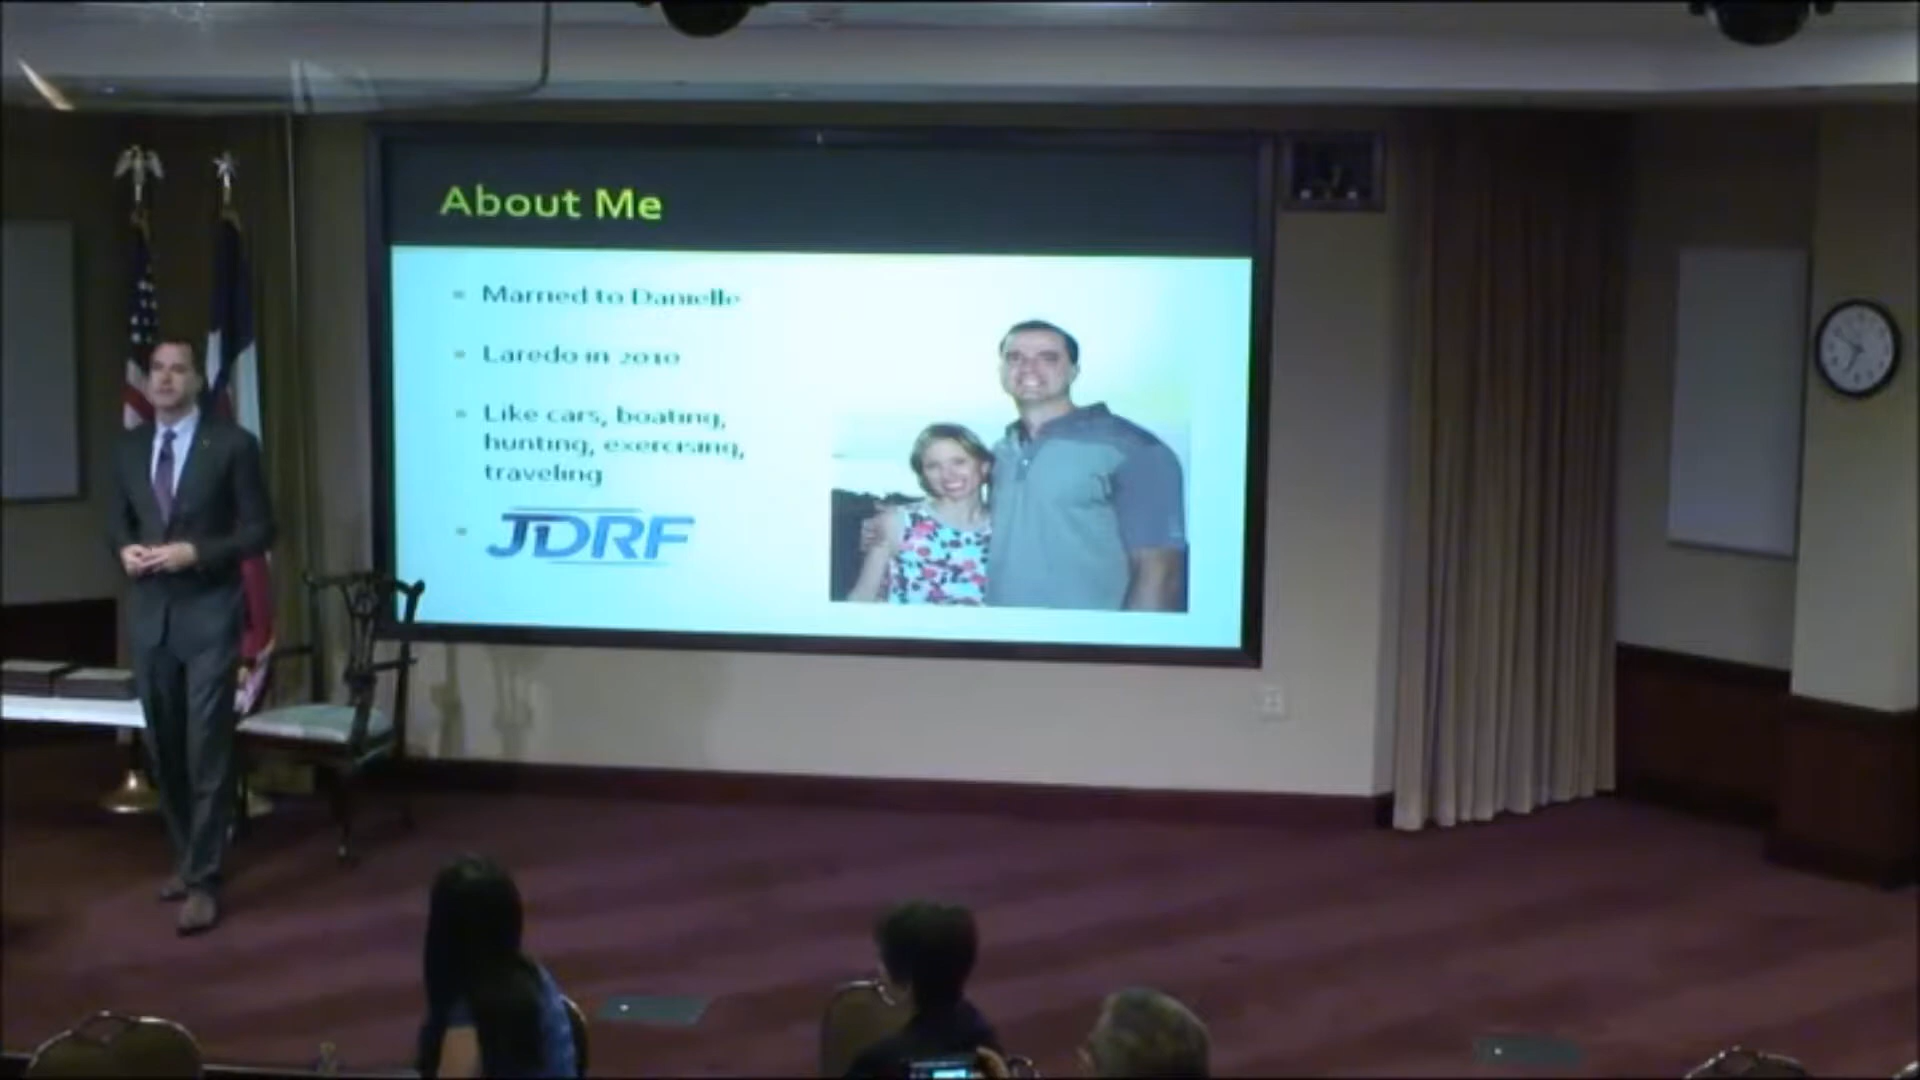 About Me
Married to Danielle
Laredo in 2010
Like cars, boating,
hunting, exercising,
traveling
JDRF